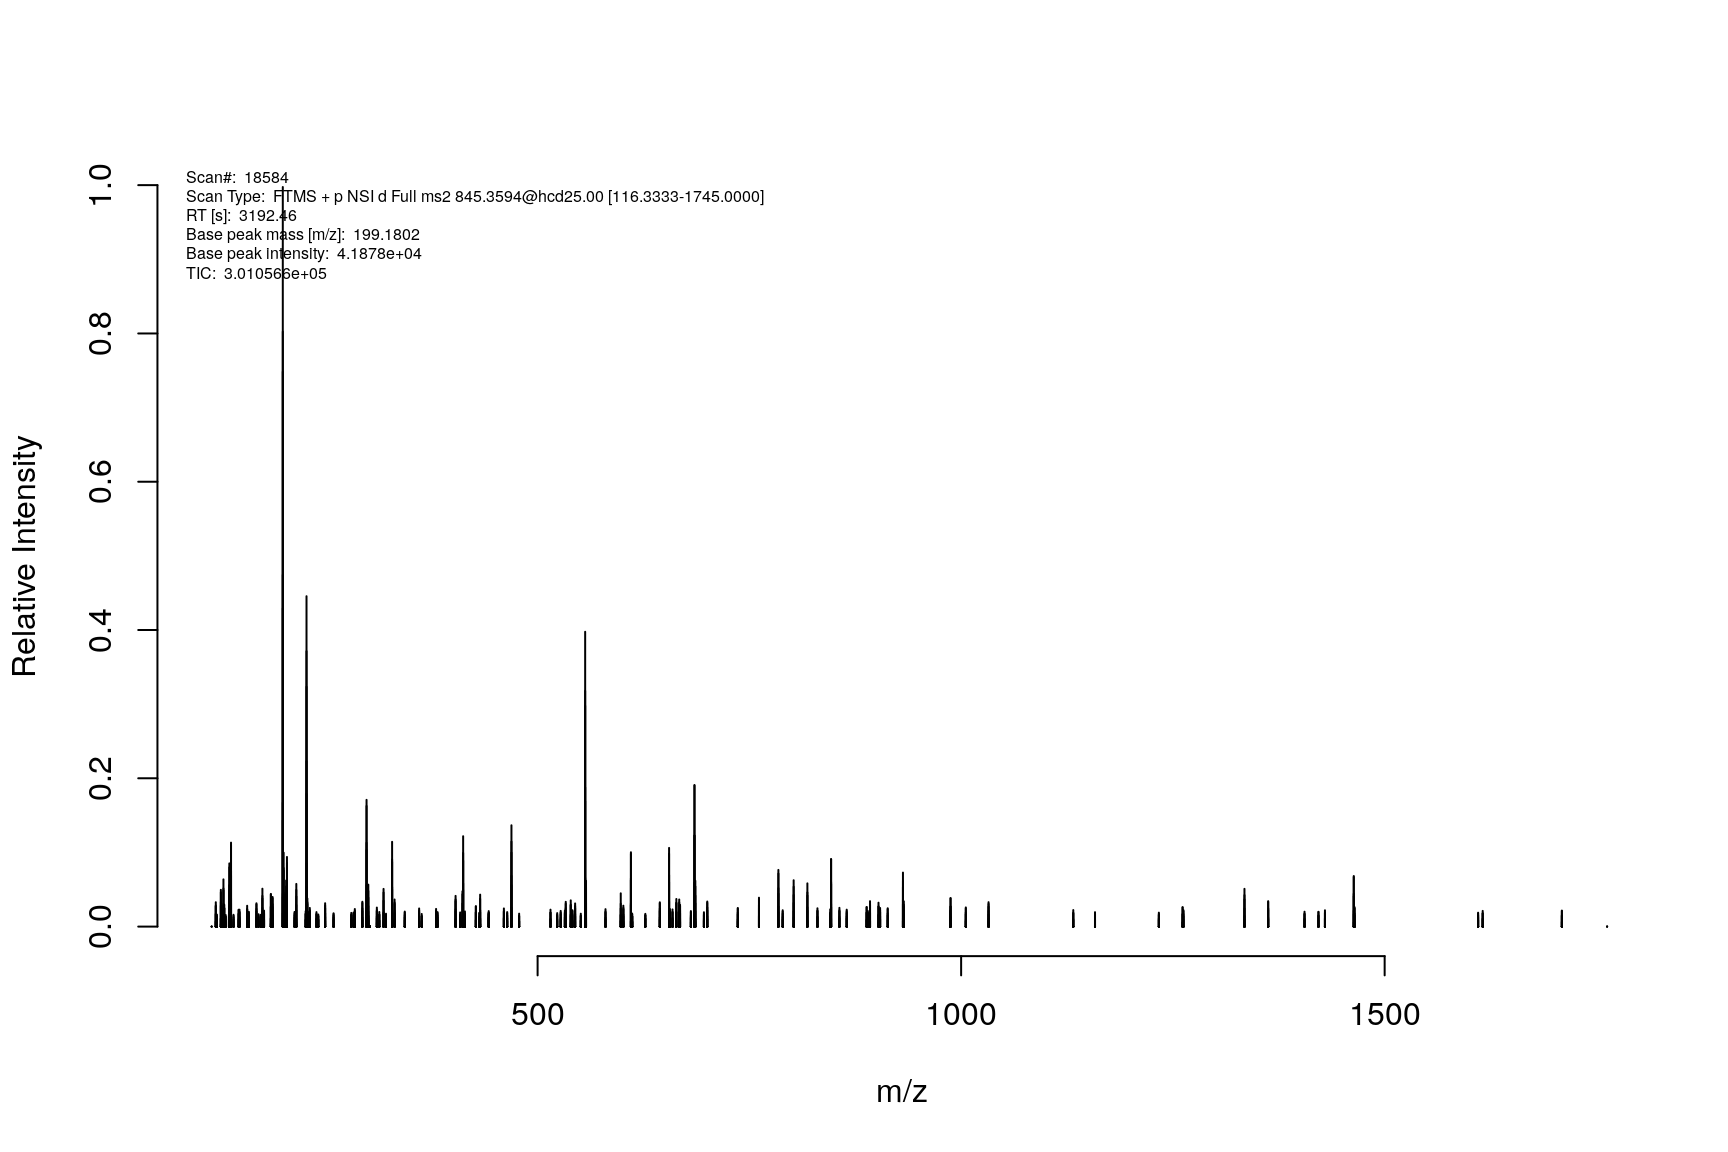 Scan#: 18584
Scan Type: FTMS + p NSI d Full ms2 845.3594@hcd25.00 [116.3333-1745.0000]
RT [s]: 3192.46
Base peak mass [m/z]: 199.1802
Base peak intensity: 4.1878e+04
TIC: 3.010566e+05
1.0
0.8
0.6
0.4
0.2
0.0
Relative Intensity
500 1000 1500
m/z